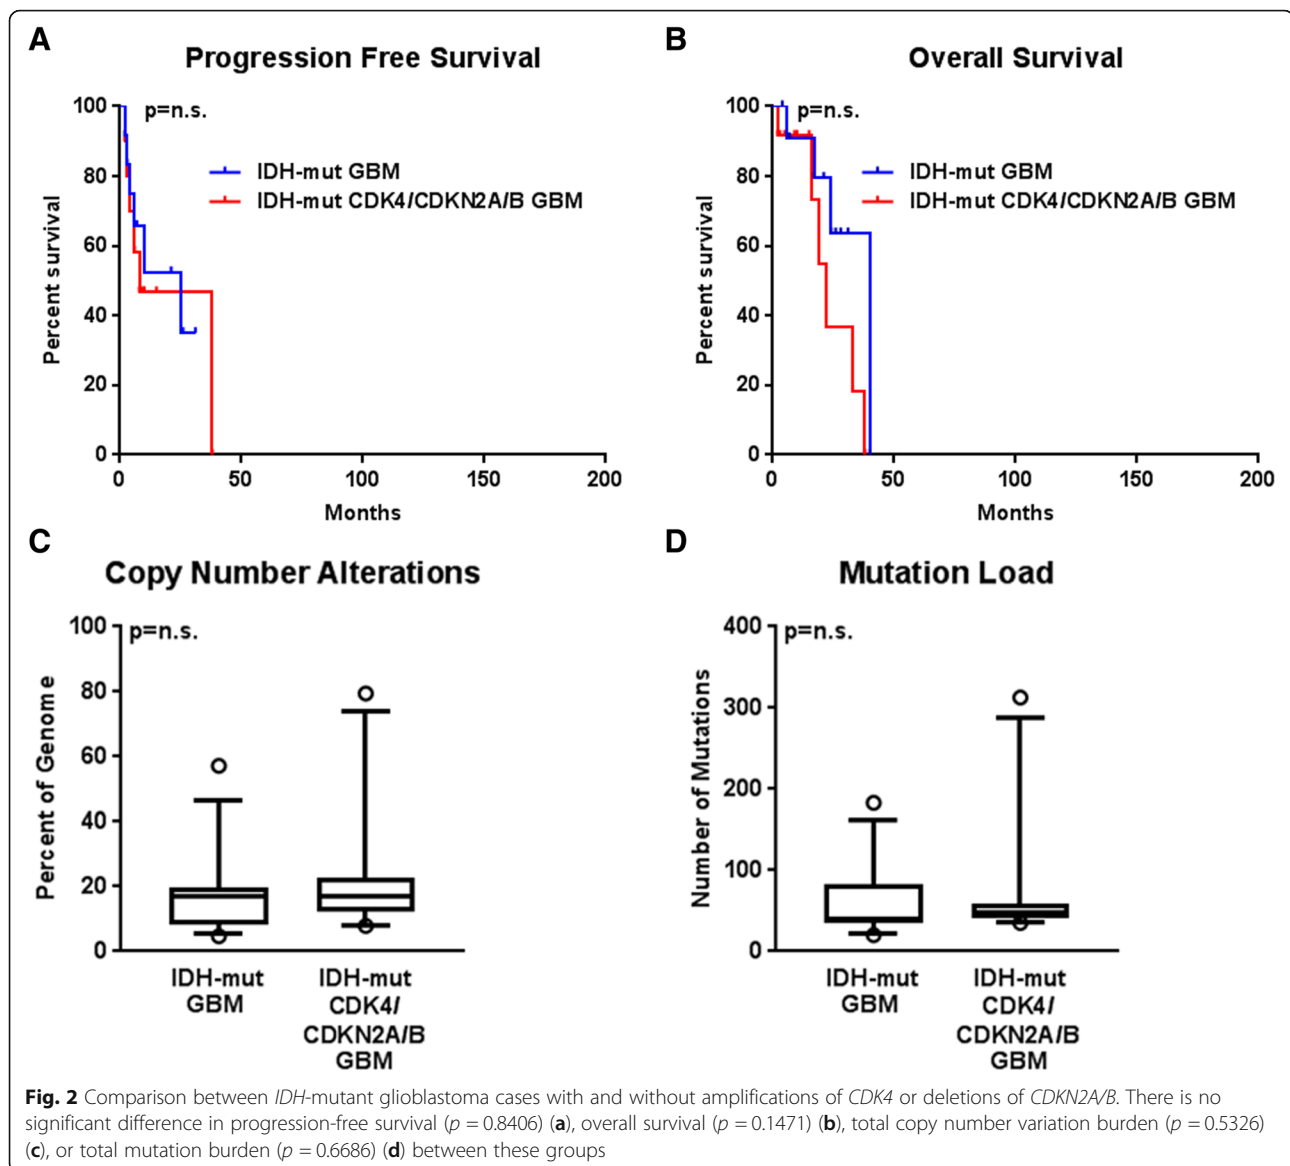 A
Progression Free Survival
100
80
60
40
20
0
Percent survival
p=n.s.
IDH-mut GBM
IDH-mut CDK4/CDKN2A/B GBM
0 50 100 150 200
Months
B
Overall Survival
100
80
60
40
20
0
Percent survival
p=n.s.
IDH-mut GBM
IDH-mut CDK4/CDKN2A/B GBM
0 50 100 150 200
Months
C
Copy Number Alterations
100
80
60
40
20
0
Percent of Genome
p=n.s.
IDH-mut
GBM
IDH-mut
CDK4/
CDKN2A/B
GBM
D
Mutation Load
400
300
200
100
0
Number of Mutations
p=n.s.
IDH-mut
GBM
IDH-mut
CDK4/
CDKN2A/B
GBM
Fig. 2 Comparison between IDH-mutant glioblastoma cases with and without amplifications of CDK4 or deletions of CDKN2A/B. There is no
significant difference in progression-free survival (p = 0.8406) (a), overall survival (p = 0.1471) (b), total copy number variation burden (p = 0.5326)
(c), or total mutation burden (p = 0.6686) (d) between these groups